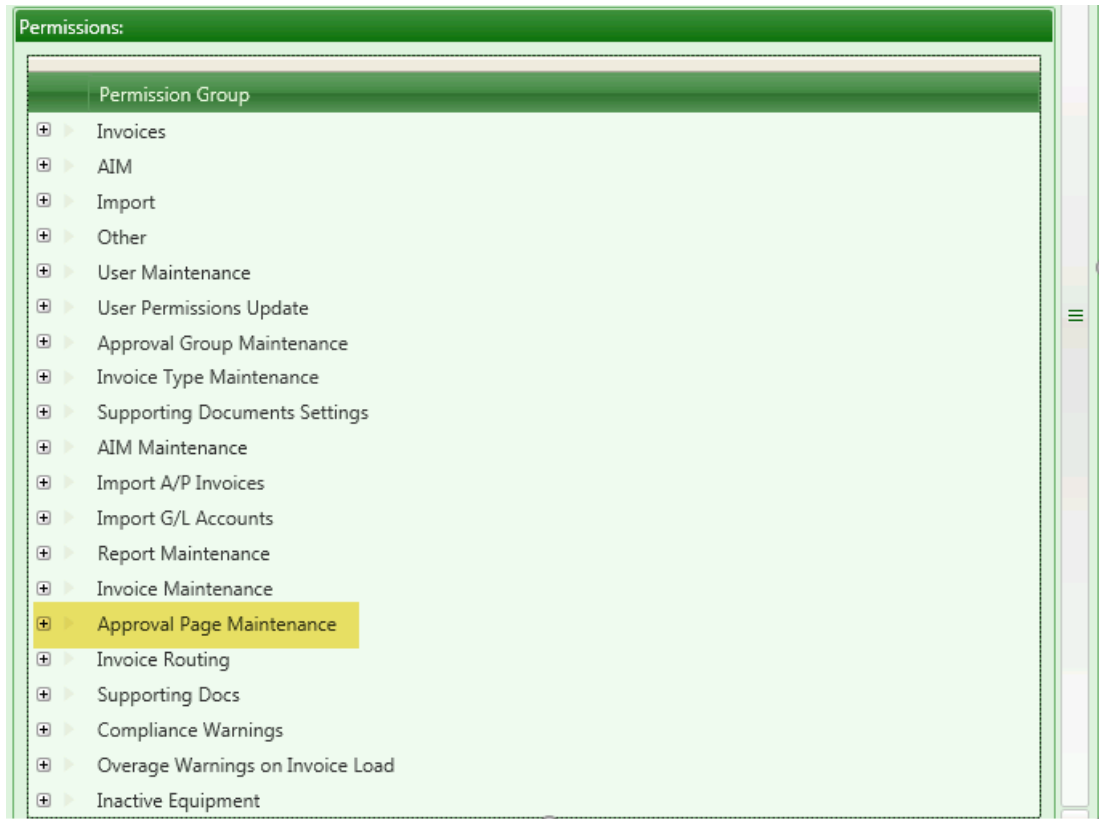 Permissions:
Permission Group
Invoices
AIM
Import
Other
User Maintenance
User Permissions Update
Approval Group Maintenance
Invoice Type Maintenance
Supporting Documents Settings
AIM Maintenance
Import A/P Invoices
Import G/L Accounts
Report Maintenance
Invoice Maintenance
Approval Page Maintenance
Invoice Routing
Supporting Docs
Compliance Warnings
Overage Warnings on Invoice Load
Inactive Equipment